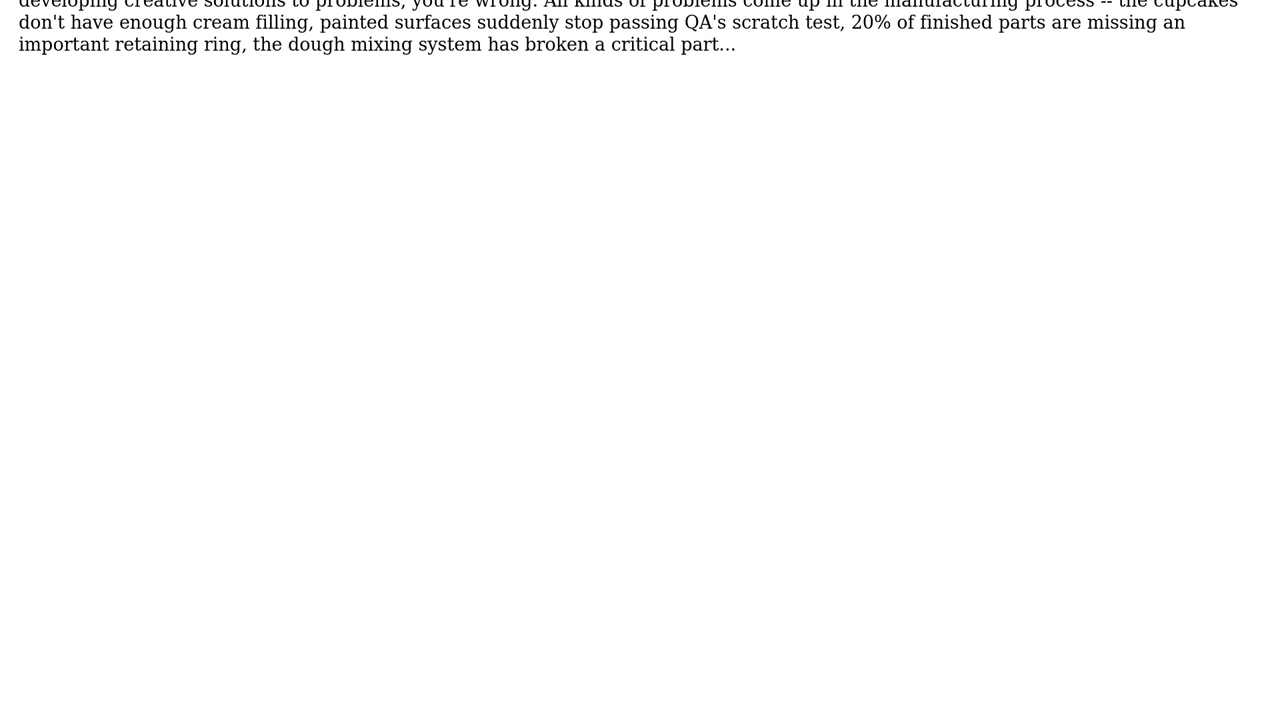 developing creative solutions to problems, you're wrong. All kinds of problems come up in the manufacturing process -- the cupcakes
don't have enough cream filling, painted surfaces suddenly stop passing QA's scratch test, 20% of finished parts are missing an
important retaining ring, the dough mixing system has broken a critical part...